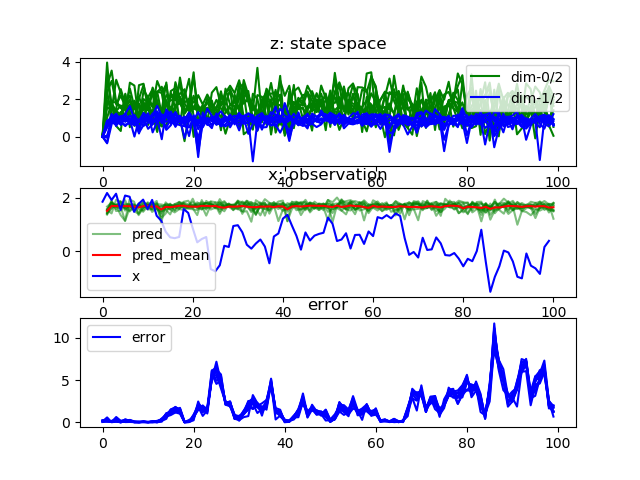 z: state space
4
2
0
dim-0/2
dim-1/2
0 20 40 60 80 100
x: observation
2
0
pred
pred_mean
x
0 20 40 60 80 100
error
10
5
0
error
0 20 40 60 80 100